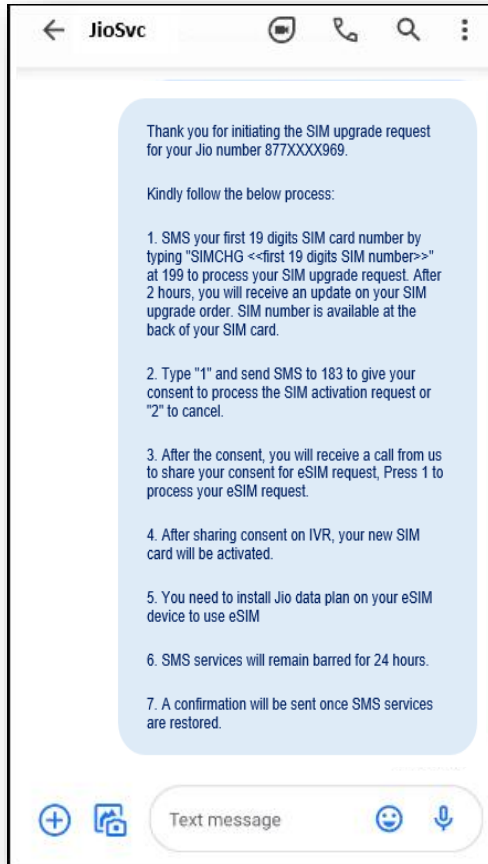 JioSvc
Thank you for initiating the SIM upgrade request
for your Jio number 877XXXX969.
Kindly follow the below process:
1. SMS your first 19 digits SIM card number by
typing "SIMCHG <<first 19 digits SIM number>>"
at 199 to process your SIM upgrade request. After
2 hours, you will receive an update on your SIM
upgrade order. SIM number is available at the
back of your SIM card.
2. Type "1" and send SMS to 183 to give your
consent to process the SIM activation request or
"2" to cancel.
3. After the consent, you will receive a call from us
to share your consent for eSIM request, Press 1 to
process your eSIM request.
4. After sharing consent on IVR, your new SIM
card will be activated.
5. You need to install Jio data plan on your eSIM
device to use eSIM
6. SMS services will remain barred for 24 hours.
7. A confirmation will be sent once SMS services
are restored.
Text message